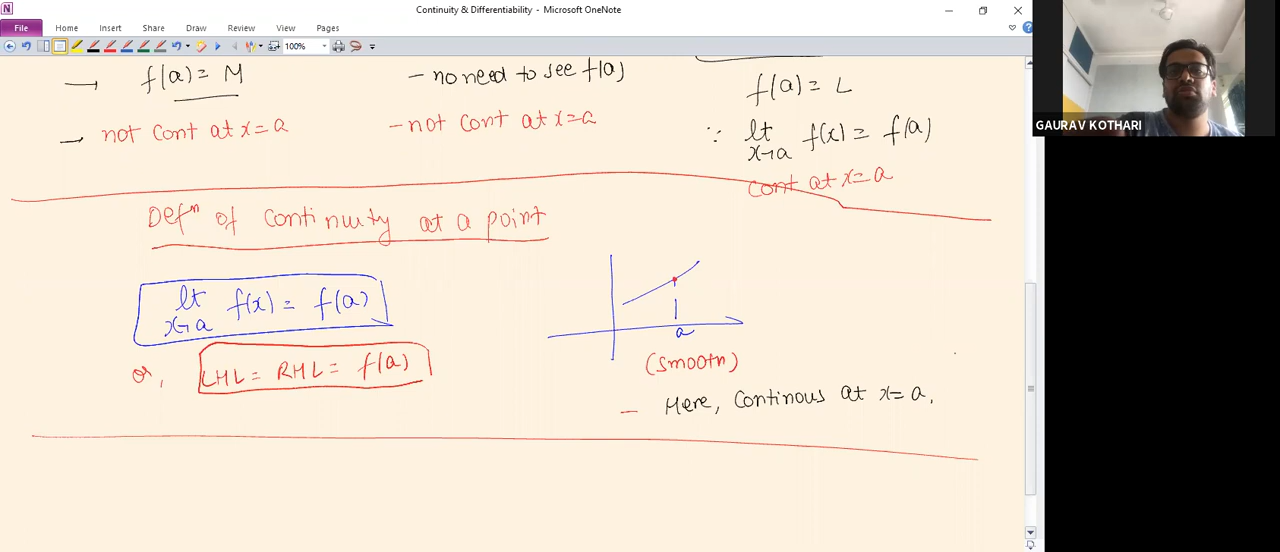 Continuity & Differentiability - Microsoft OneNote
File Home Insert Share Draw Review View
100%
→ f(a) = M
- no need to see f(a)
f(a) = L
→ not cont at x=a
- not cont at x=a
∵ lt x→a f(x) = f(a)
cont at x=a
GAURAV KOTHARI
Defⁿ of continuity at a point
lt x→a f(x) = f(a)
or, LHL = RHL = f(a)
a
(smooth)
- Here, Continous at x=a.